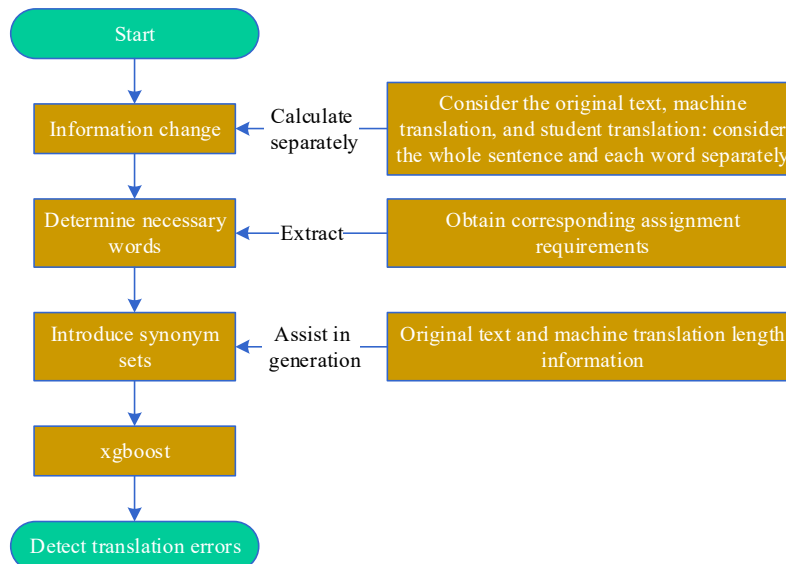 Start
Information change
Calculate
separately
Consider the original text, machine
translation, and student translation: consider
the whole sentence and each word separately
Determine necessary
words
Extract
Obtain corresponding assignment
requirements
Introduce synonym
sets
Assist in
generation
Original text and machine translation length
information
xgboost
Detect translation errors